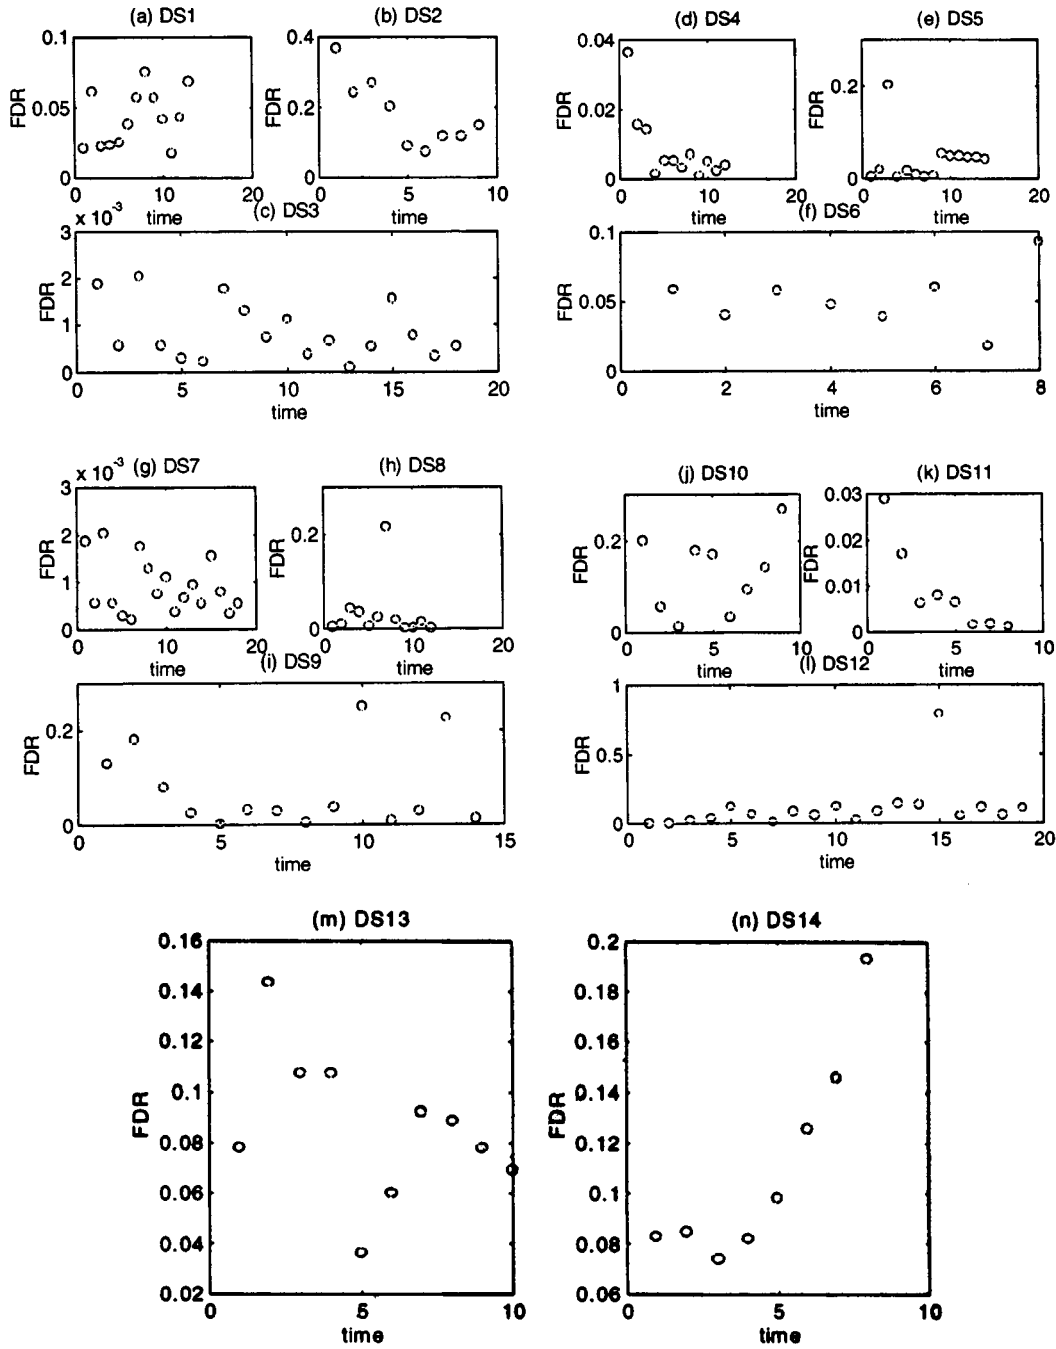 (a) DS1
0.1
0.05
0
FDR
0
10
20
time
(b) DS2
0.4
0.2
0
FDR
0
5
10
time
x 10⁻³
(c) DS3
3
2
1
0
FDR
0
5
10
15
20
time
(d) DS4
0.04
0.02
0
FDR
0
10
20
time
(e) DS5
0.2
0
FDR
0
10
20
time
(f) DS6
0.1
0.05
0
FDR
0
2
4
6
8
time
x 10⁻³
(g) DS7
3
2
1
0
FDR
0
10
20
time
(h) DS8
0.2
0
FDR
0
10
20
time
(i) DS9
0.2
0
FDR
0
5
10
15
time
(j) DS10
0.2
0
FDR
0
5
10
time
(k) DS11
0.03
0.02
0.01
0
FDR
0
5
10
time
(l) DS12
1
0.5
0
FDR
0
5
10
15
20
time
(m) DS13
0.16
0.14
0.12
0.1
0.08
0.06
0.04
0.02
FDR
0
5
10
time
(n) DS14
0.2
0.18
0.16
0.14
0.12
0.1
0.08
0.06
FDR
0
5
10
time